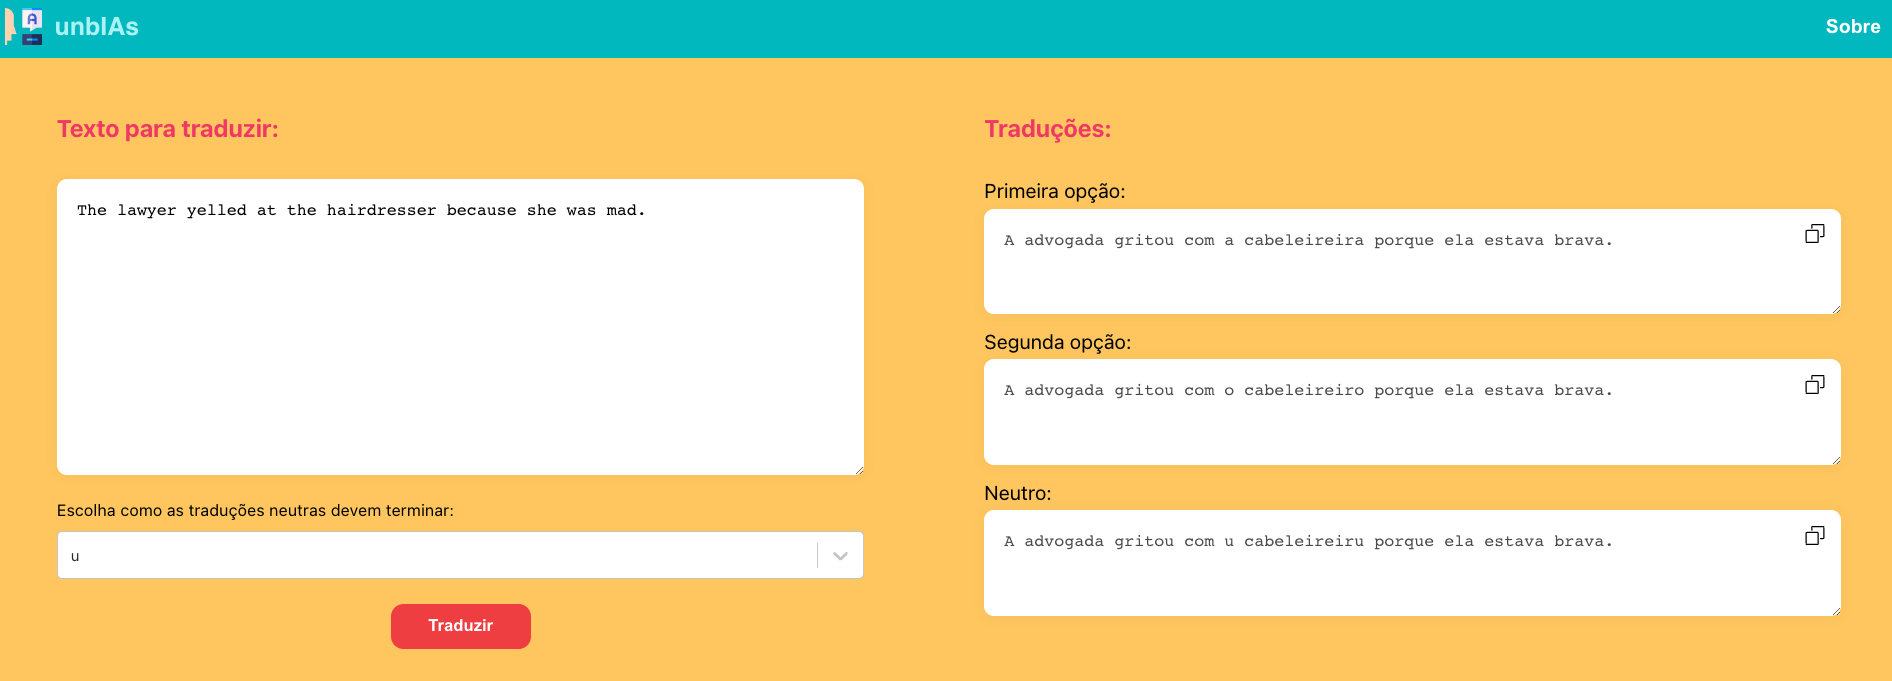 unbIAs
Sobre
Texto para traduzir:
The lawyer yelled at the hairdresser because she was mad.
Escolha como as traduções neutras devem terminar:
u
Traduzir
Traduções:
Primeira opção:
A advogada gritou com a cabeleireira porque ela estava brava.
Segunda opção:
A advogada gritou com o cabeleireiro porque ela estava brava.
Neutro:
A advogada gritou com u cabeleireiru porque ela estava brava.